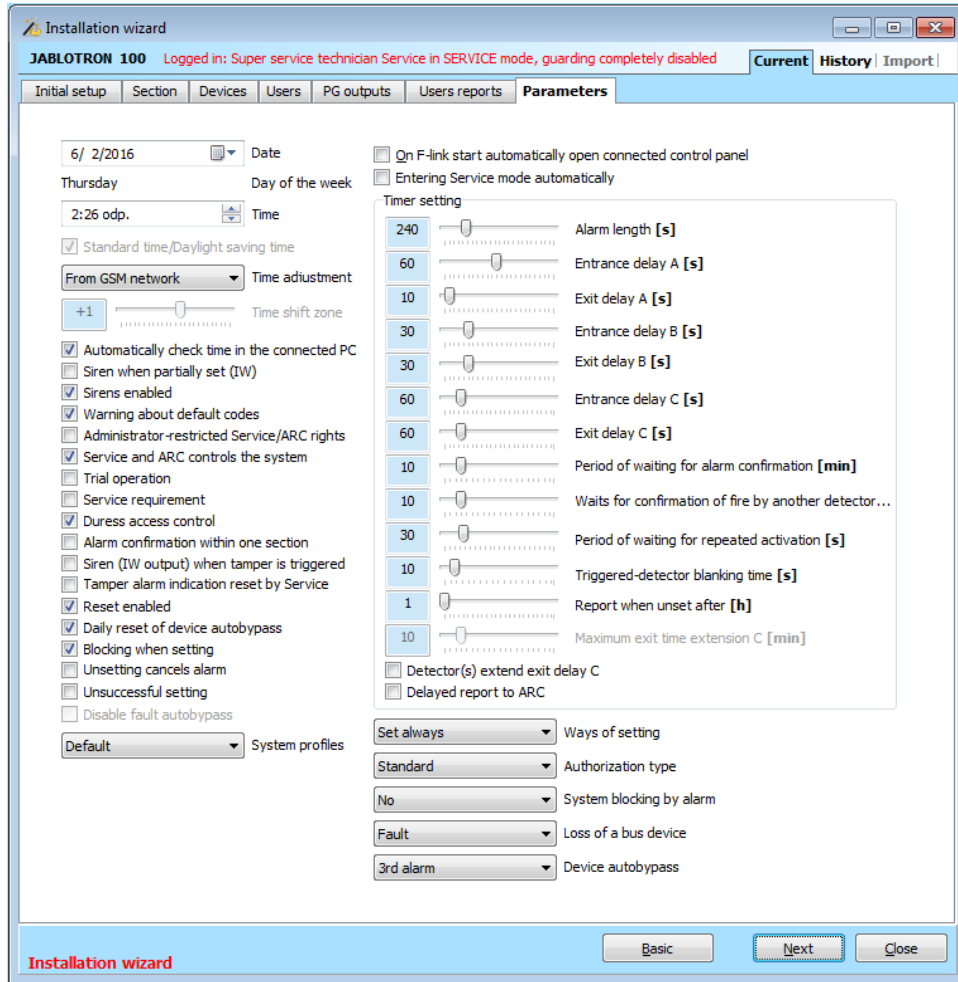 Installation wizard
JABLOTRON 100 Logged in: Super service technician Service in SERVICE mode, guarding completely disabled Current History Import
Initial setup Section Devices Users PG outputs Users reports Parameters
6/ 2/2016 Date
Thursday Day of the week
2:26 odp. Time
Standard time/Daylight saving time
From GSM network Time adjustment
+1 Time shift zone
Automatically check time in the connected PC
Siren when partially set (IW)
Sirens enabled
Warning about default codes
Administrator-restricted Service/ARC rights
Service and ARC controls the system
Trial operation
Service requirement
Duress access control
Alarm confirmation within one section
Siren (IW output) when tamper is triggered
Tamper alarm indication reset by Service
Reset enabled
Daily reset of device autobypass
Blocking when setting
Unsetting cancels alarm
Unsuccessful setting
Disable fault autobypass
Default System profiles
On F-link start automatically open connected control panel
Entering Service mode automatically
Timer setting
240 Alarm length [s]
60 Entrance delay A [s]
10 Exit delay A [s]
30 Entrance delay B [s]
30 Exit delay B [s]
60 Entrance delay C [s]
60 Exit delay C [s]
10 Period of waiting for alarm confirmation [min]
10 Waits for confirmation of fire by another detector...
30 Period of waiting for repeated activation [s]
10 Triggered-detector blanking time [s]
1 Report when unset after [h]
10 Maximum exit time extension C [min]
Detector(s) extend exit delay C
Delayed report to ARC
Set always Ways of setting
Standard Authorization type
No System blocking by alarm
Fault Loss of a bus device
3rd alarm Device autobypass
Installation wizard Basic Next Close